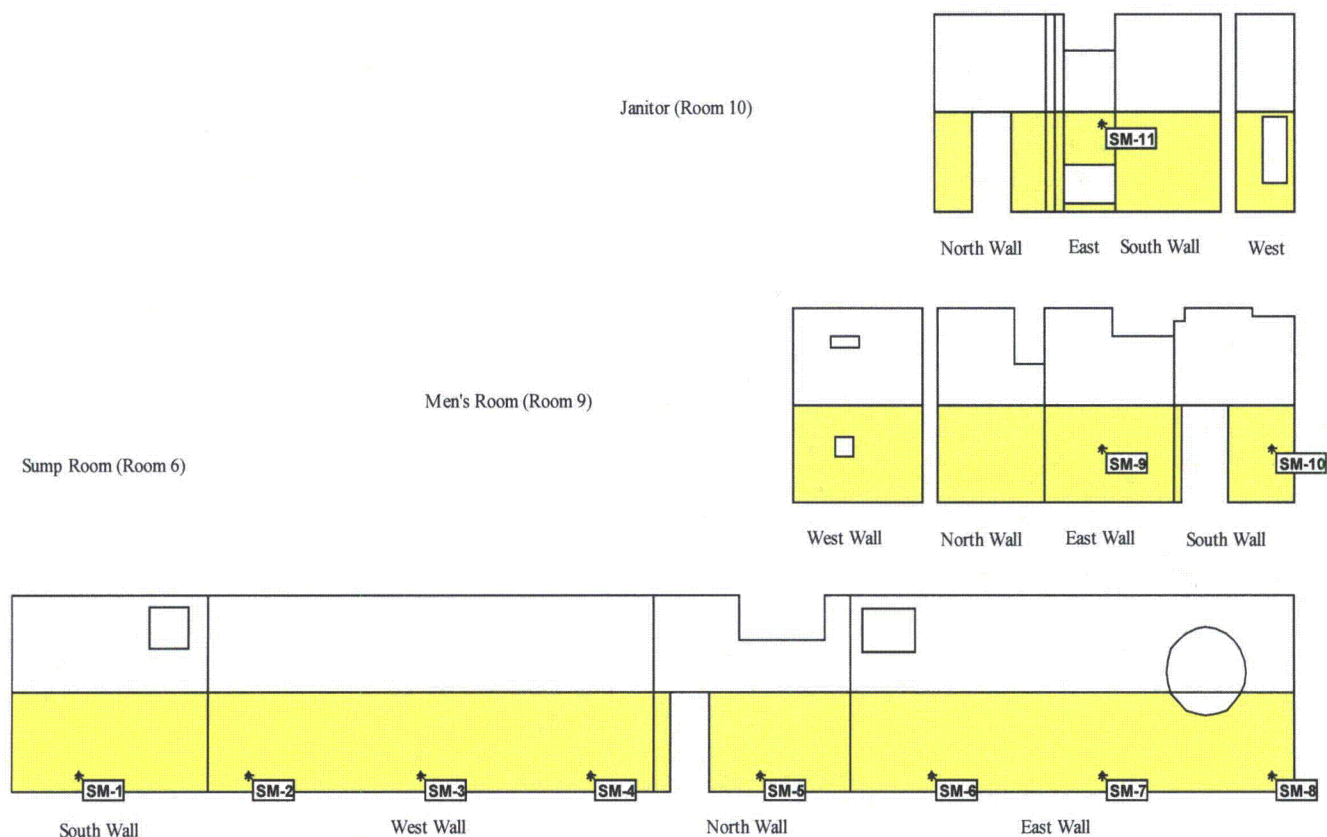 Janitor (Room 10)
SM-11
North Wall East South Wall West
Men's Room (Room 9)
Sump Room (Room 6)
SM-9 SM-10
West Wall North Wall East Wall South Wall
SM-1 SM-2 SM-3 SM-4 SM-5 SM-6 SM-7 SM-8
South Wall West Wall North Wall East Wall